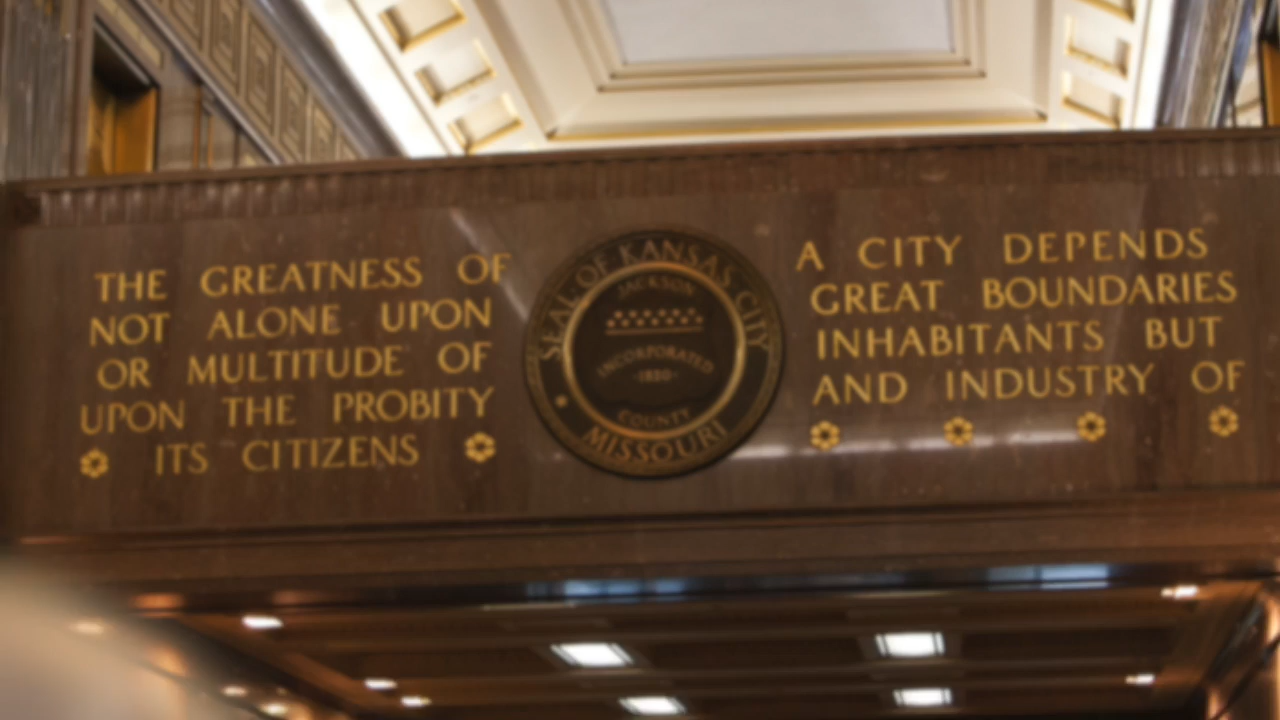 THE GREATNESS OF A CITY DEPENDS
NOT ALONE UPON GREAT BOUNDARIES
OR MULTITUDE OF INHABITANTS BUT
UPON THE PROBITY AND INDUSTRY OF
ITS CITIZENS
SEAL OF KANSAS CITY
JACKSON
INCORPORATED
-1850-
COUNTY
MISSOURI